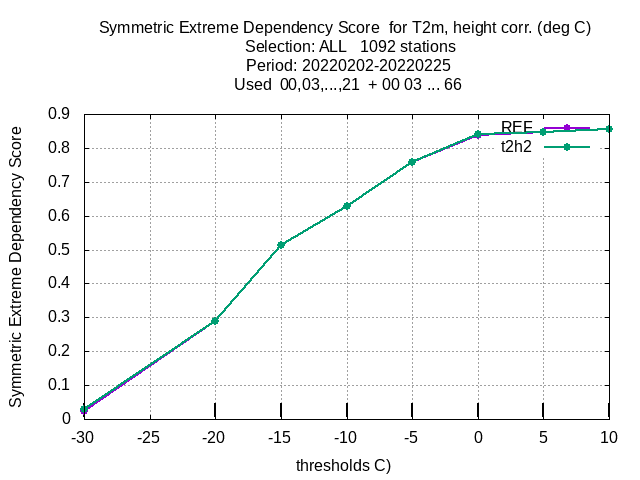 Symmetric Extreme Dependency Score  for T2m, height corr. (deg C)
Selection: ALL   1092 stations
Period: 20220202-20220225
Used  00,03,...,21  + 00 03 ... 66
Symmetric Extreme Dependency Score
0.9
0.8
0.7
0.6
0.5
0.4
0.3
0.2
0.1
0
REF
t2h2
-30 -25 -20 -15 -10 -5 0 5 10
thresholds C)